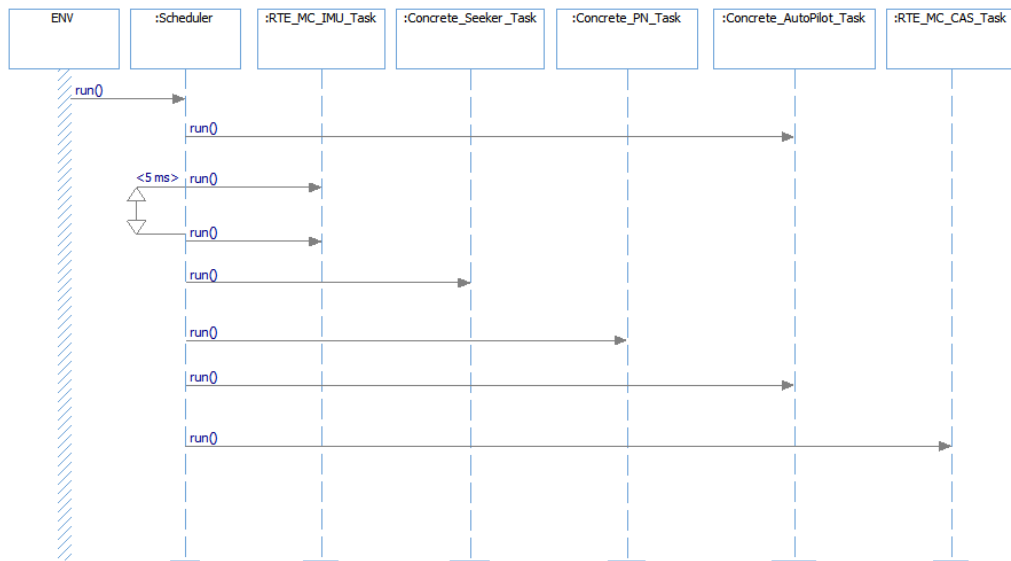 ENV
:Scheduler
:RTE_MC_IMU_Task
:Concrete_Seeker_Task
:Concrete_PN_Task
:Concrete_AutoPilot_Task
:RTE_MC_CAS_Task
run()
run()
<5 ms> run()
run()
run()
run()
run()
run()